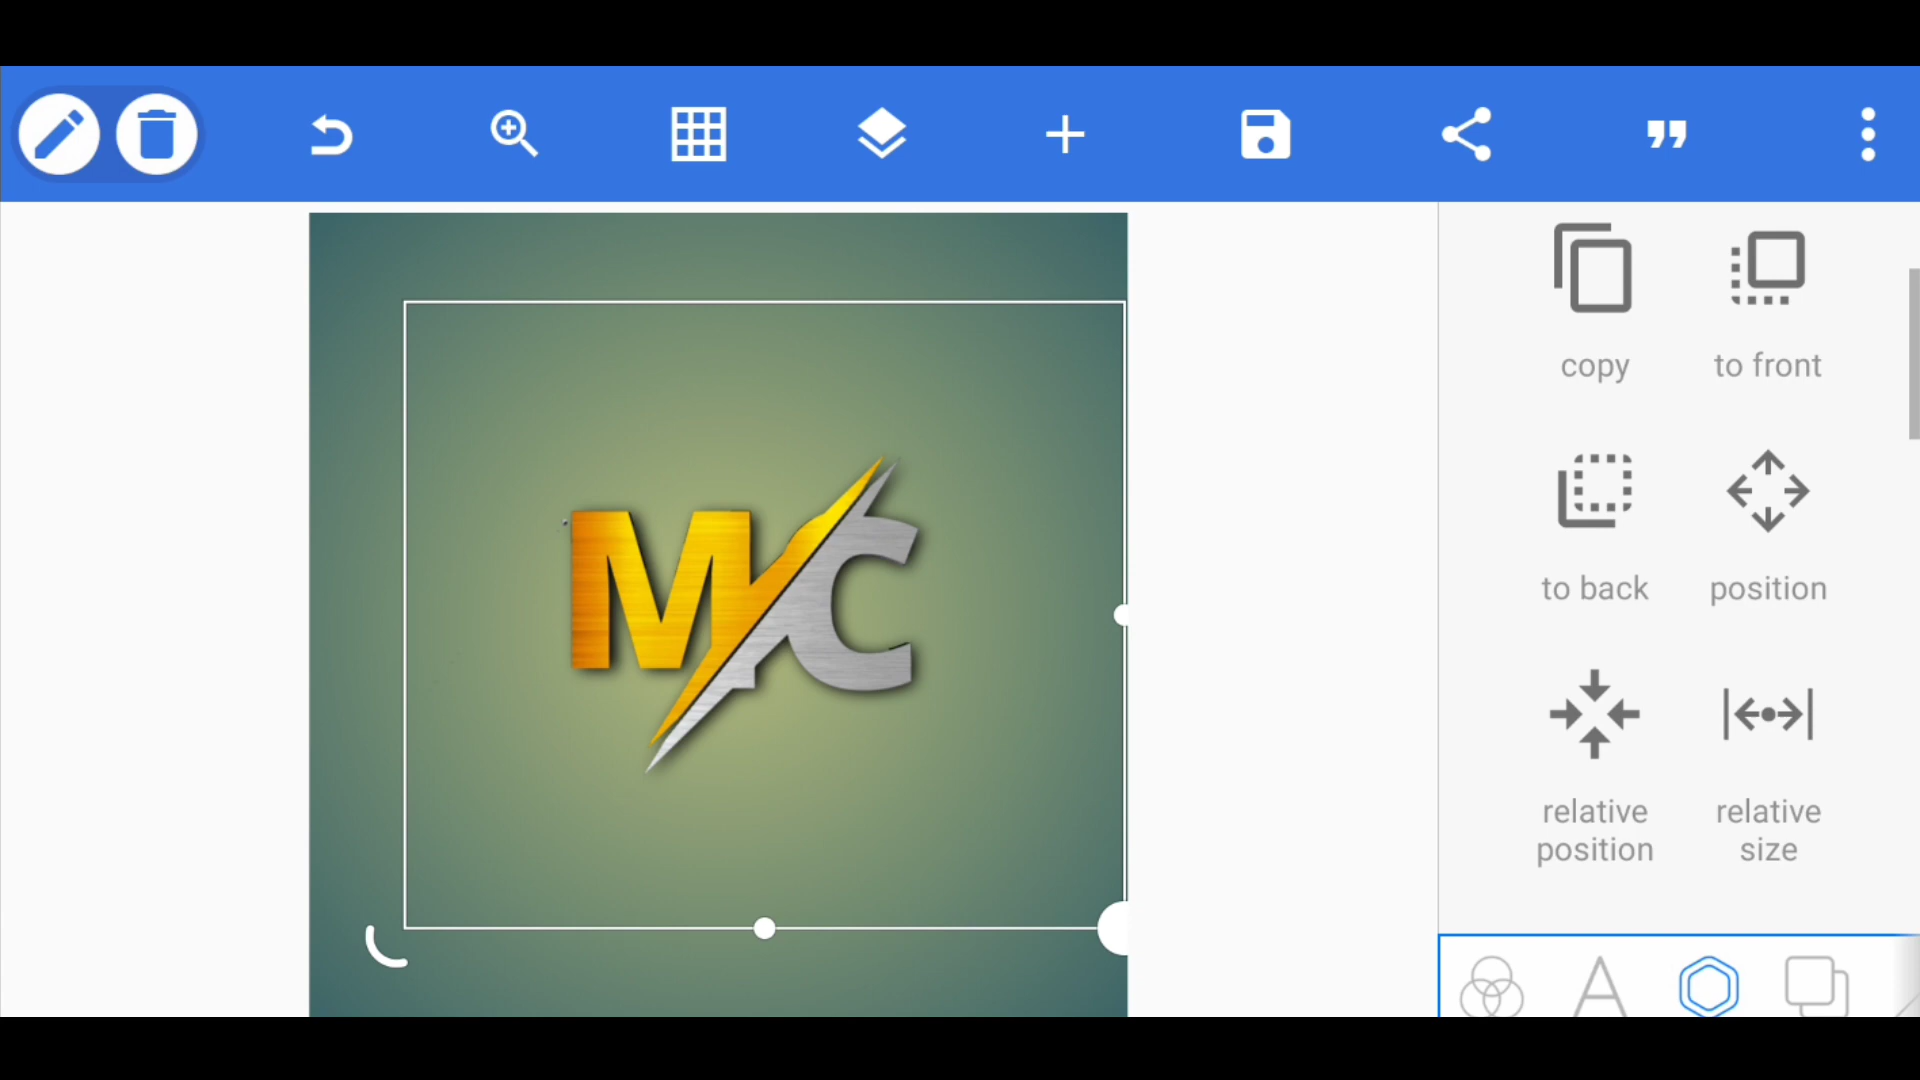 copy
to front
to back
position
relative
position
relative
size
MC